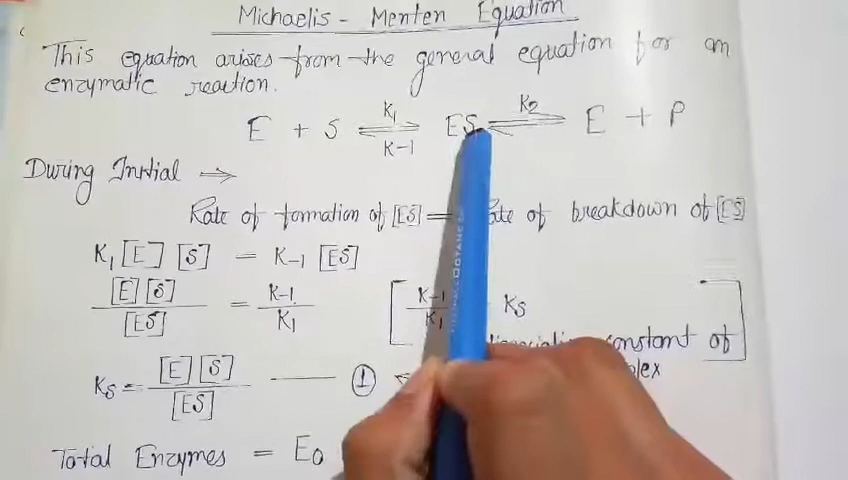 Michaelis - Menten Equation
This equation arises from the general equation for an
enzymatic reaction.
E + S ⇌ ES ⇌ E + P
K1 K2
K-1
During Initial →
Rate of formation of [ES] = Rate of breakdown of [ES]
K1 [E] [S] = K-1 [ES]
[E] [S] / [ES] = K-1 / K1 [ K-1 / K1 Ks
constant of ]
Ks = [E] [S] / [ES] —— ①
Total Enzymes = E0
OCTANE